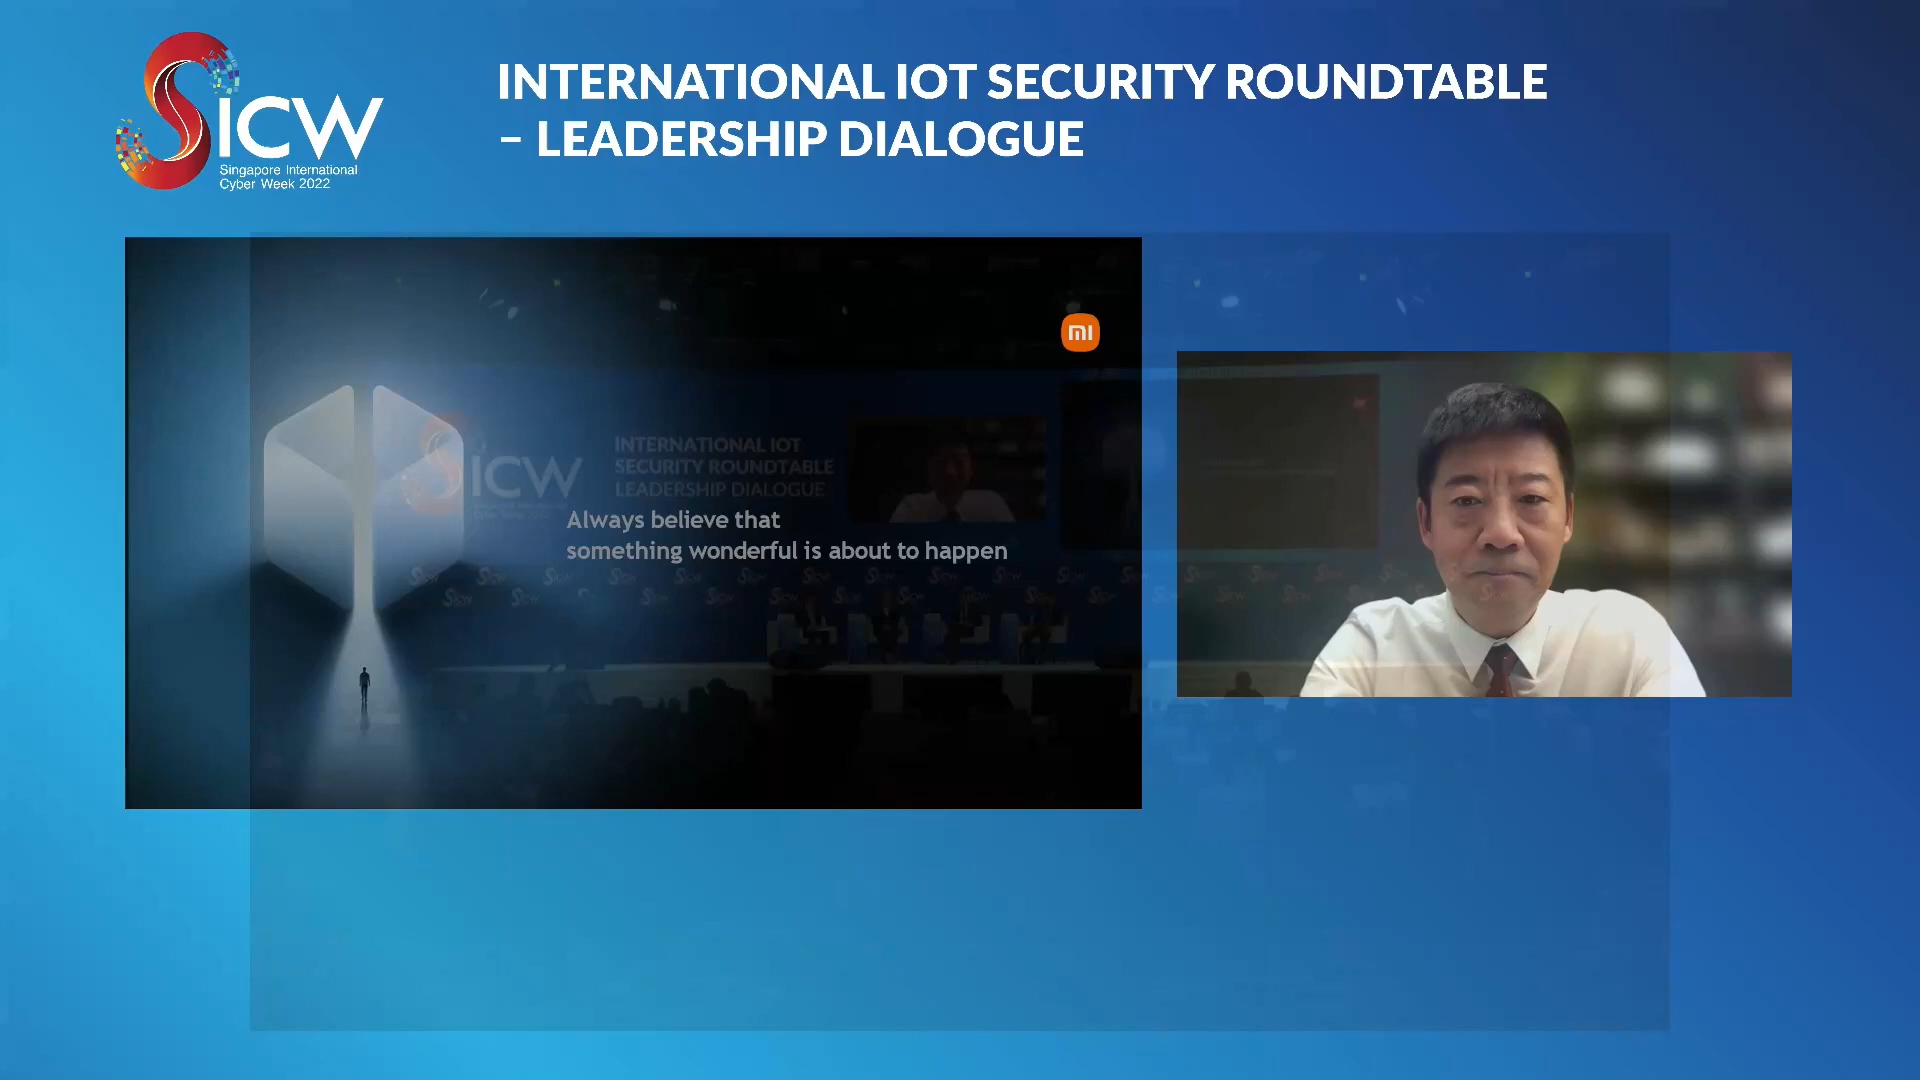 SICW
Singapore International
Cyber Week 2022
INTERNATIONAL IOT SECURITY ROUNDTABLE
– LEADERSHIP DIALOGUE
mi
SICW
INTERNATIONAL IOT
SECURITY ROUNDTABLE
LEADERSHIP DIALOGUE
Always believe that
something wonderful is about to happen